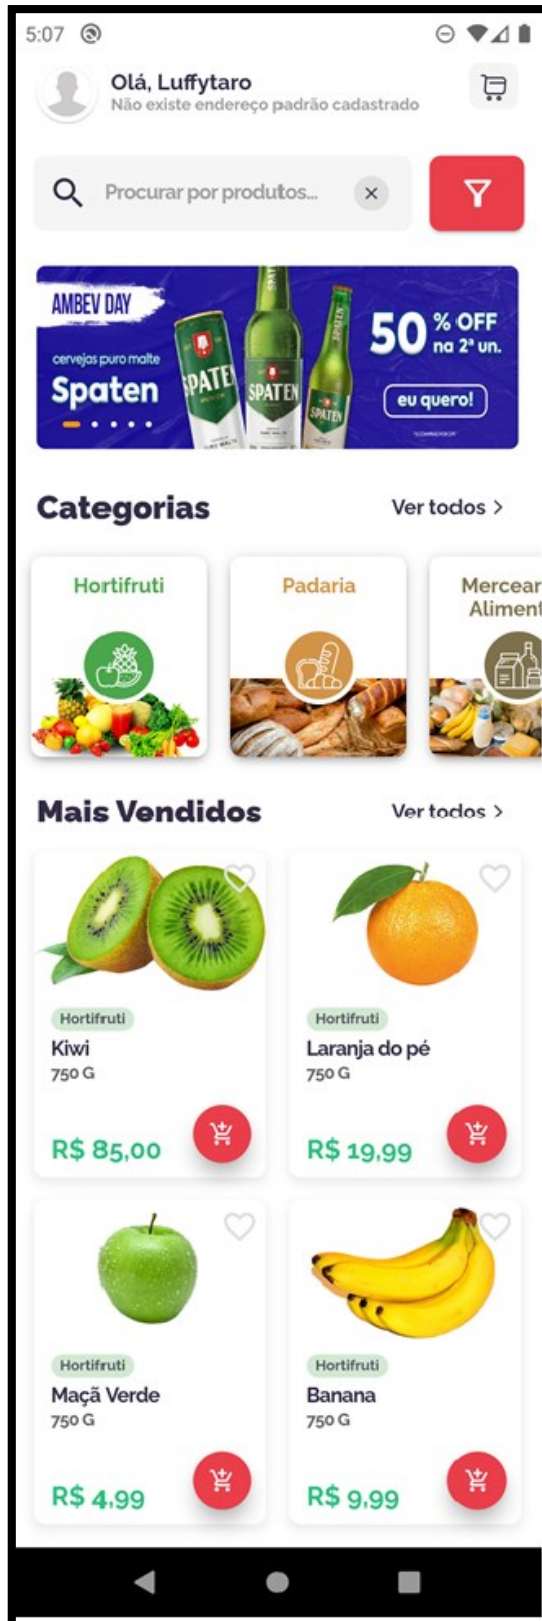 5:07
Olá, Luffytaro
Não existe endereço padrão cadastrado
Procurar por produtos...
AMBEV DAY
cervejas puro malte
Spaten
SPATEN
SPATEN
SPATEN
50 % OFF
na 2ª un.
eu quero!
Categorias
Ver todos >
Hortifruti
Padaria
Mercear
Aliment
Mais Vendidos
Ver todos >
Hortifruti
Kiwi
750 G
R$ 85,00
Hortifruti
Laranja do pé
750 G
R$ 19,99
Hortifruti
Maçã Verde
750 G
R$ 4,99
Hortifruti
Banana
750 G
R$ 9,99